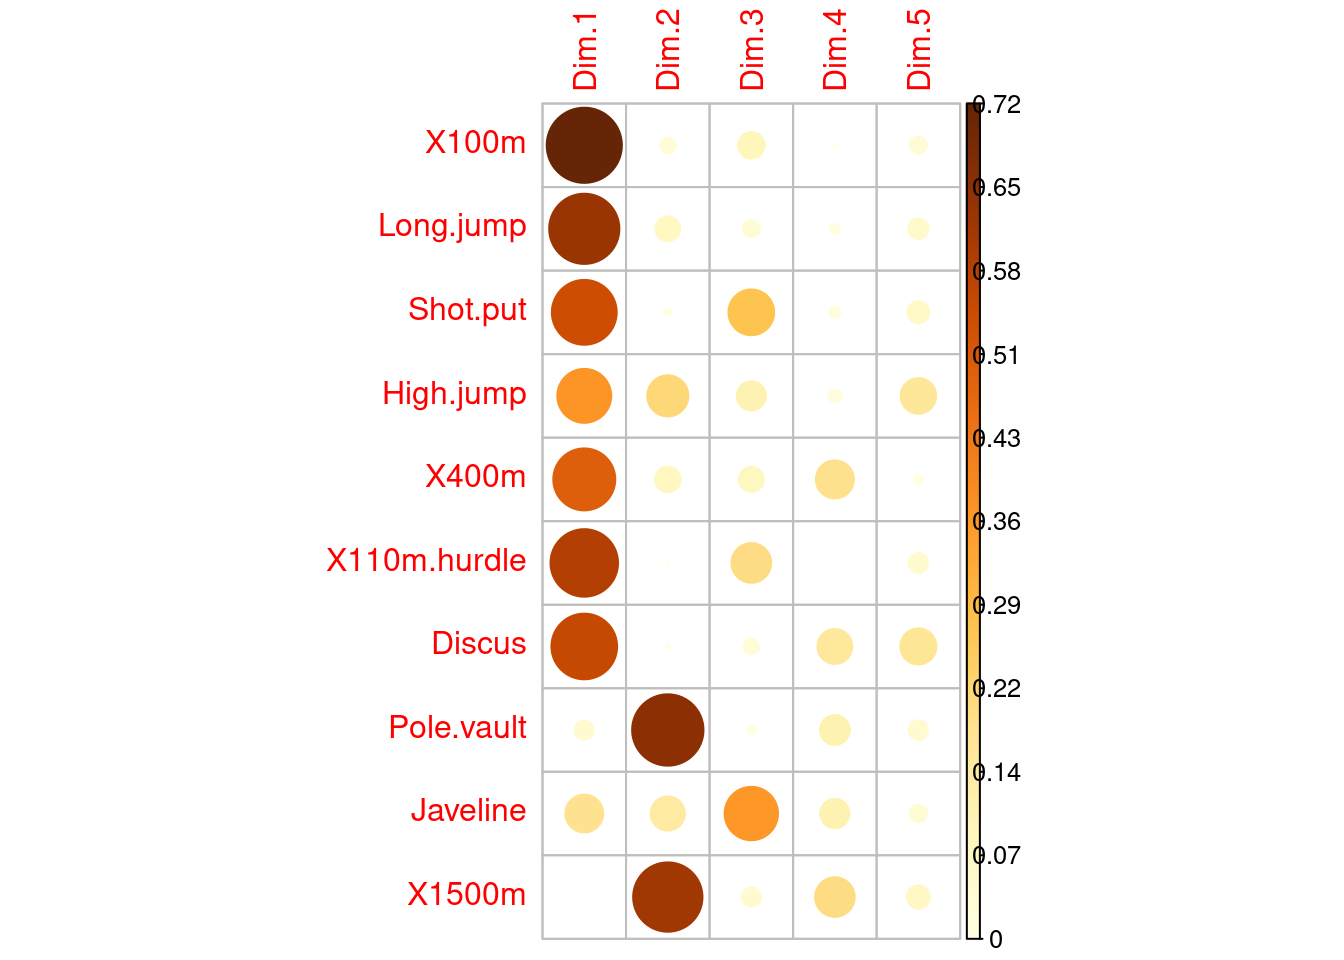 Dim.1 Dim.2 Dim.3 Dim.4 Dim.5
X100m
Long.jump
Shot.put
High.jump
X400m
X110m.hurdle
Discus
Pole.vault
Javeline
X1500m
0.72
0.65
0.58
0.51
0.43
0.36
0.29
0.22
0.14
0.07
0